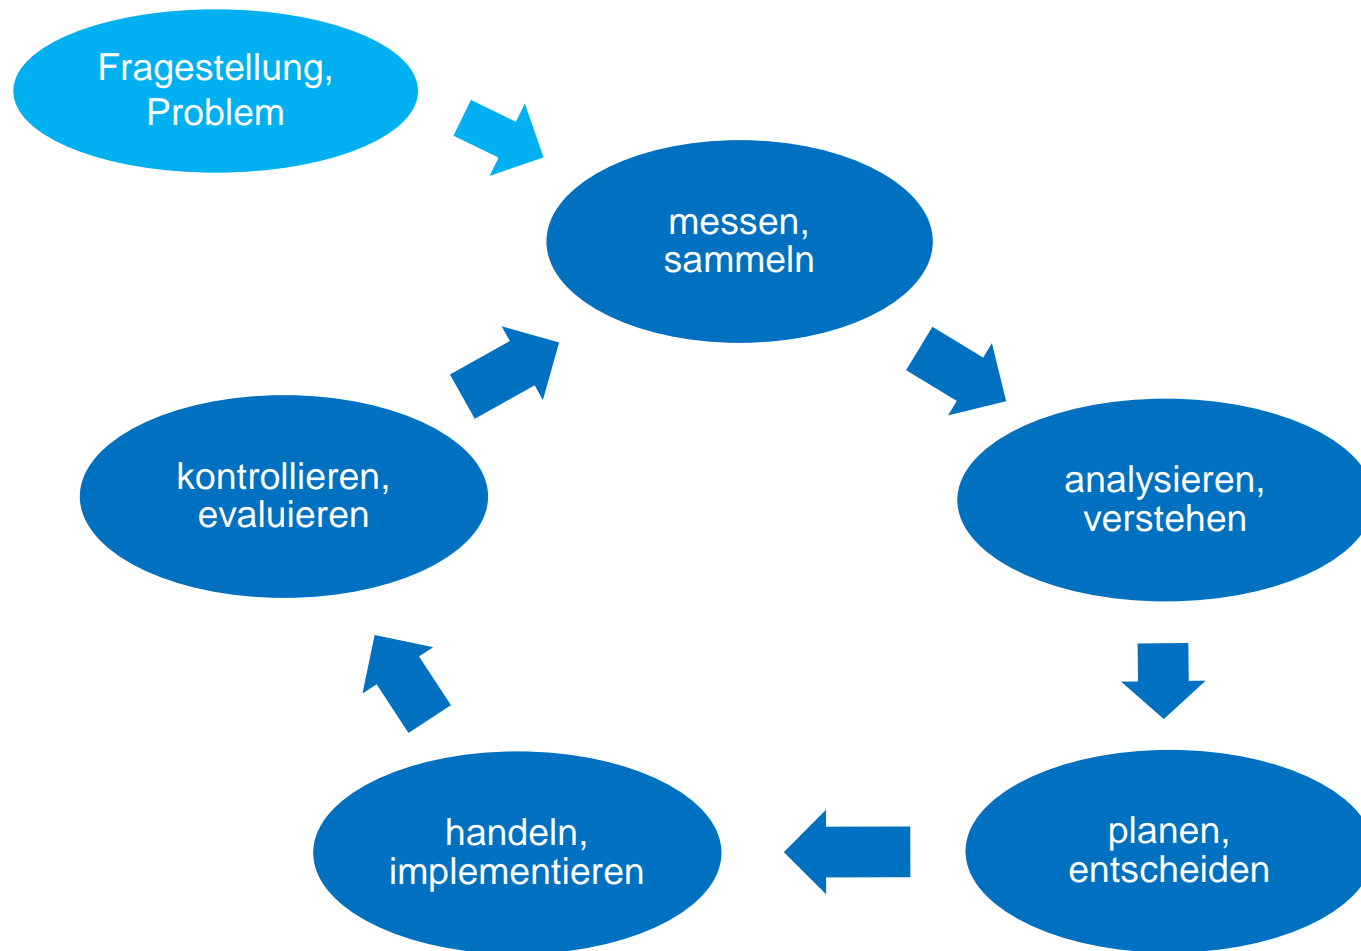 Fragestellung,
Problem
messen,
sammeln
analysieren,
verstehen
planen,
entscheiden
handeln,
implementieren
kontrollieren,
evaluieren